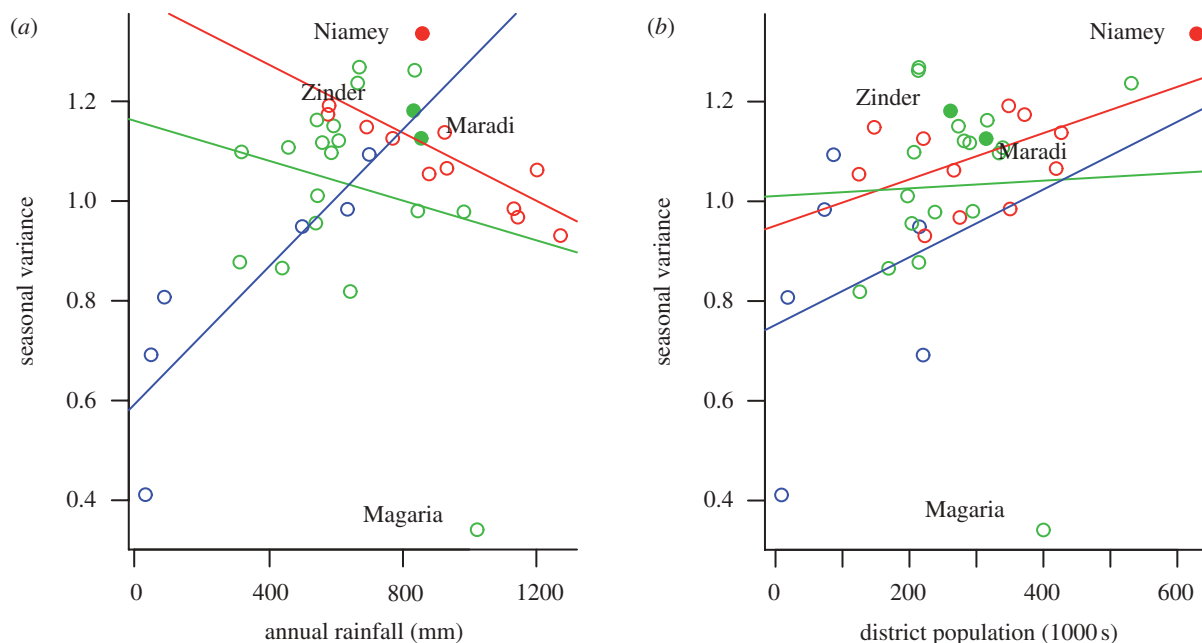 (a)
Niamey
Zinder
Maradi
Magaria
seasonal variance
1.2
1.0
0.8
0.6
0.4
0 400 800 1200
annual rainfall (mm)
(b)
Niamey
Zinder
Maradi
Magaria
seasonal variance
1.2
1.0
0.8
0.6
0.4
0 200 400 600
district population (1000 s)